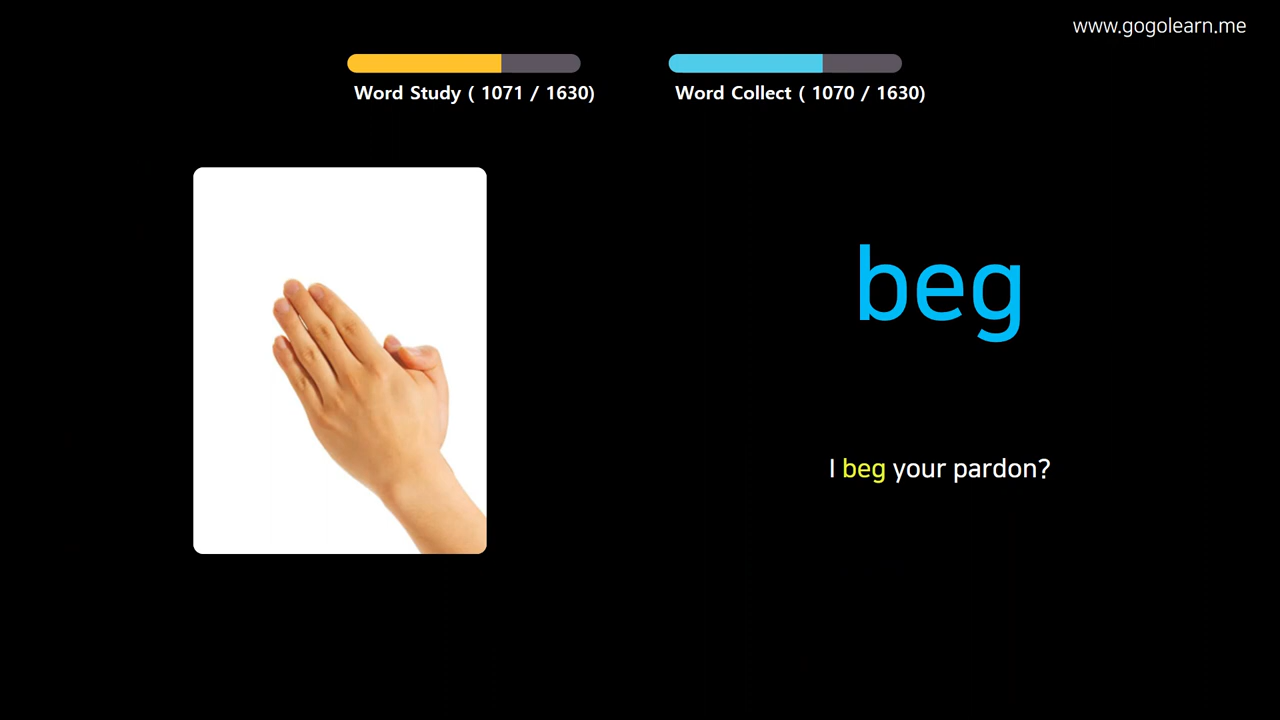 www.gogolearn.me
Word Study ( 1071 / 1630)
Word Collect ( 1070 / 1630)
beg
I beg your pardon?